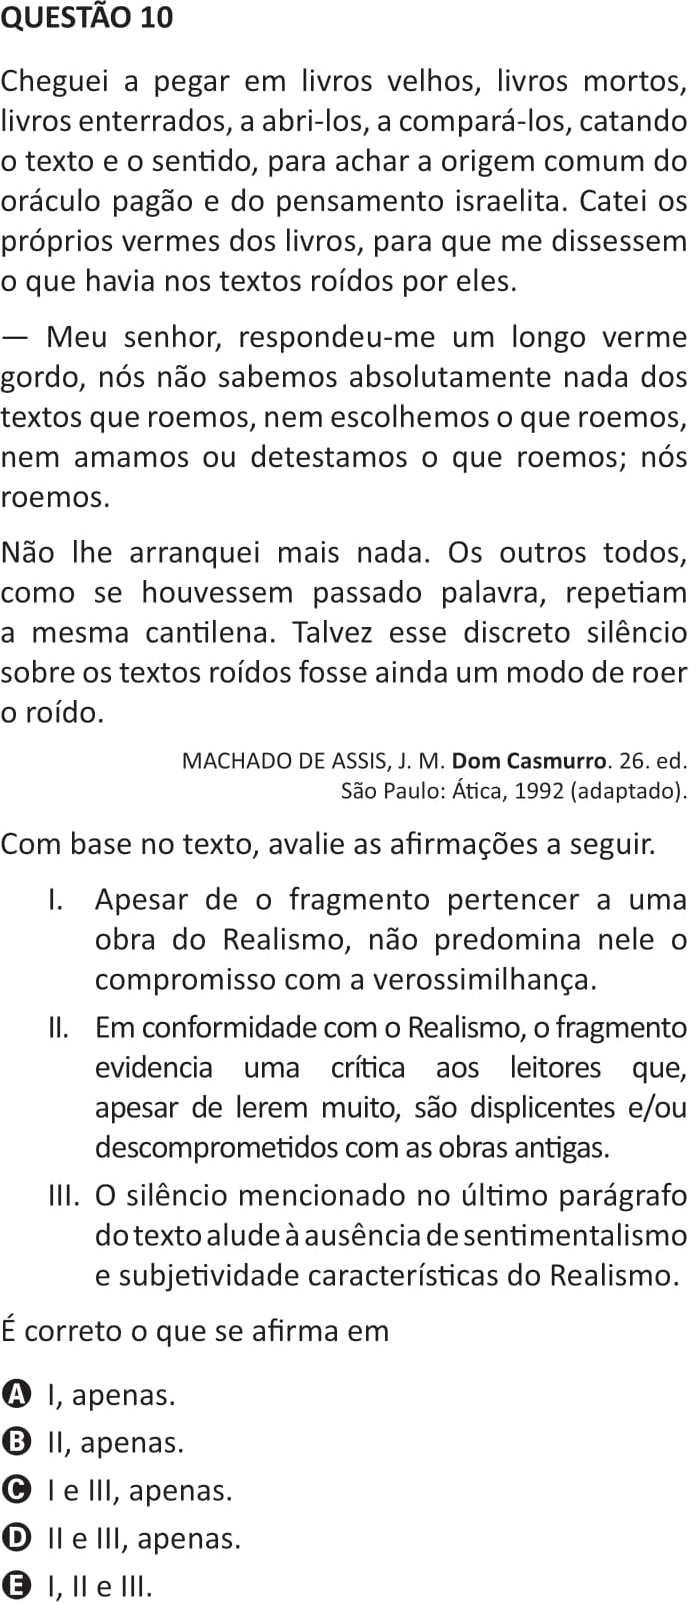 QUESTÃO 10
Cheguei a pegar em livros velhos, livros mortos,
livros enterrados, a abri-los, a compará-los, catando
o texto e o sentido, para achar a origem comum do
oráculo pagão e do pensamento israelita. Catei os
próprios vermes dos livros, para que me dissessem
o que havia nos textos roídos por eles.
— Meu senhor, respondeu-me um longo verme
gordo, nós não sabemos absolutamente nada dos
textos que roemos, nem escolhemos o que roemos,
nem amamos ou detestamos o que roemos; nós
roemos.
Não lhe arranquei mais nada. Os outros todos,
como se houvessem passado palavra, repetiam
a mesma cantilena. Talvez esse discreto silêncio
sobre os textos roídos fosse ainda um modo de roer
o roído.
MACHADO DE ASSIS, J. M. Dom Casmurro. 26. ed.
São Paulo: Ática, 1992 (adaptado).
Com base no texto, avalie as afirmações a seguir.
I. Apesar de o fragmento pertencer a uma
obra do Realismo, não predomina nele o
compromisso com a verossimilhança.
II. Em conformidade com o Realismo, o fragmento
evidencia uma crítica aos leitores que,
apesar de lerem muito, são displicentes e/ou
descomprometidos com as obras antigas.
III. O silêncio mencionado no último parágrafo
do texto alude à ausência de sentimentalismo
e subjetividade características do Realismo.
É correto o que se afirma em
A I, apenas.
B II, apenas.
C I e III, apenas.
D II e III, apenas.
E I, II e III.